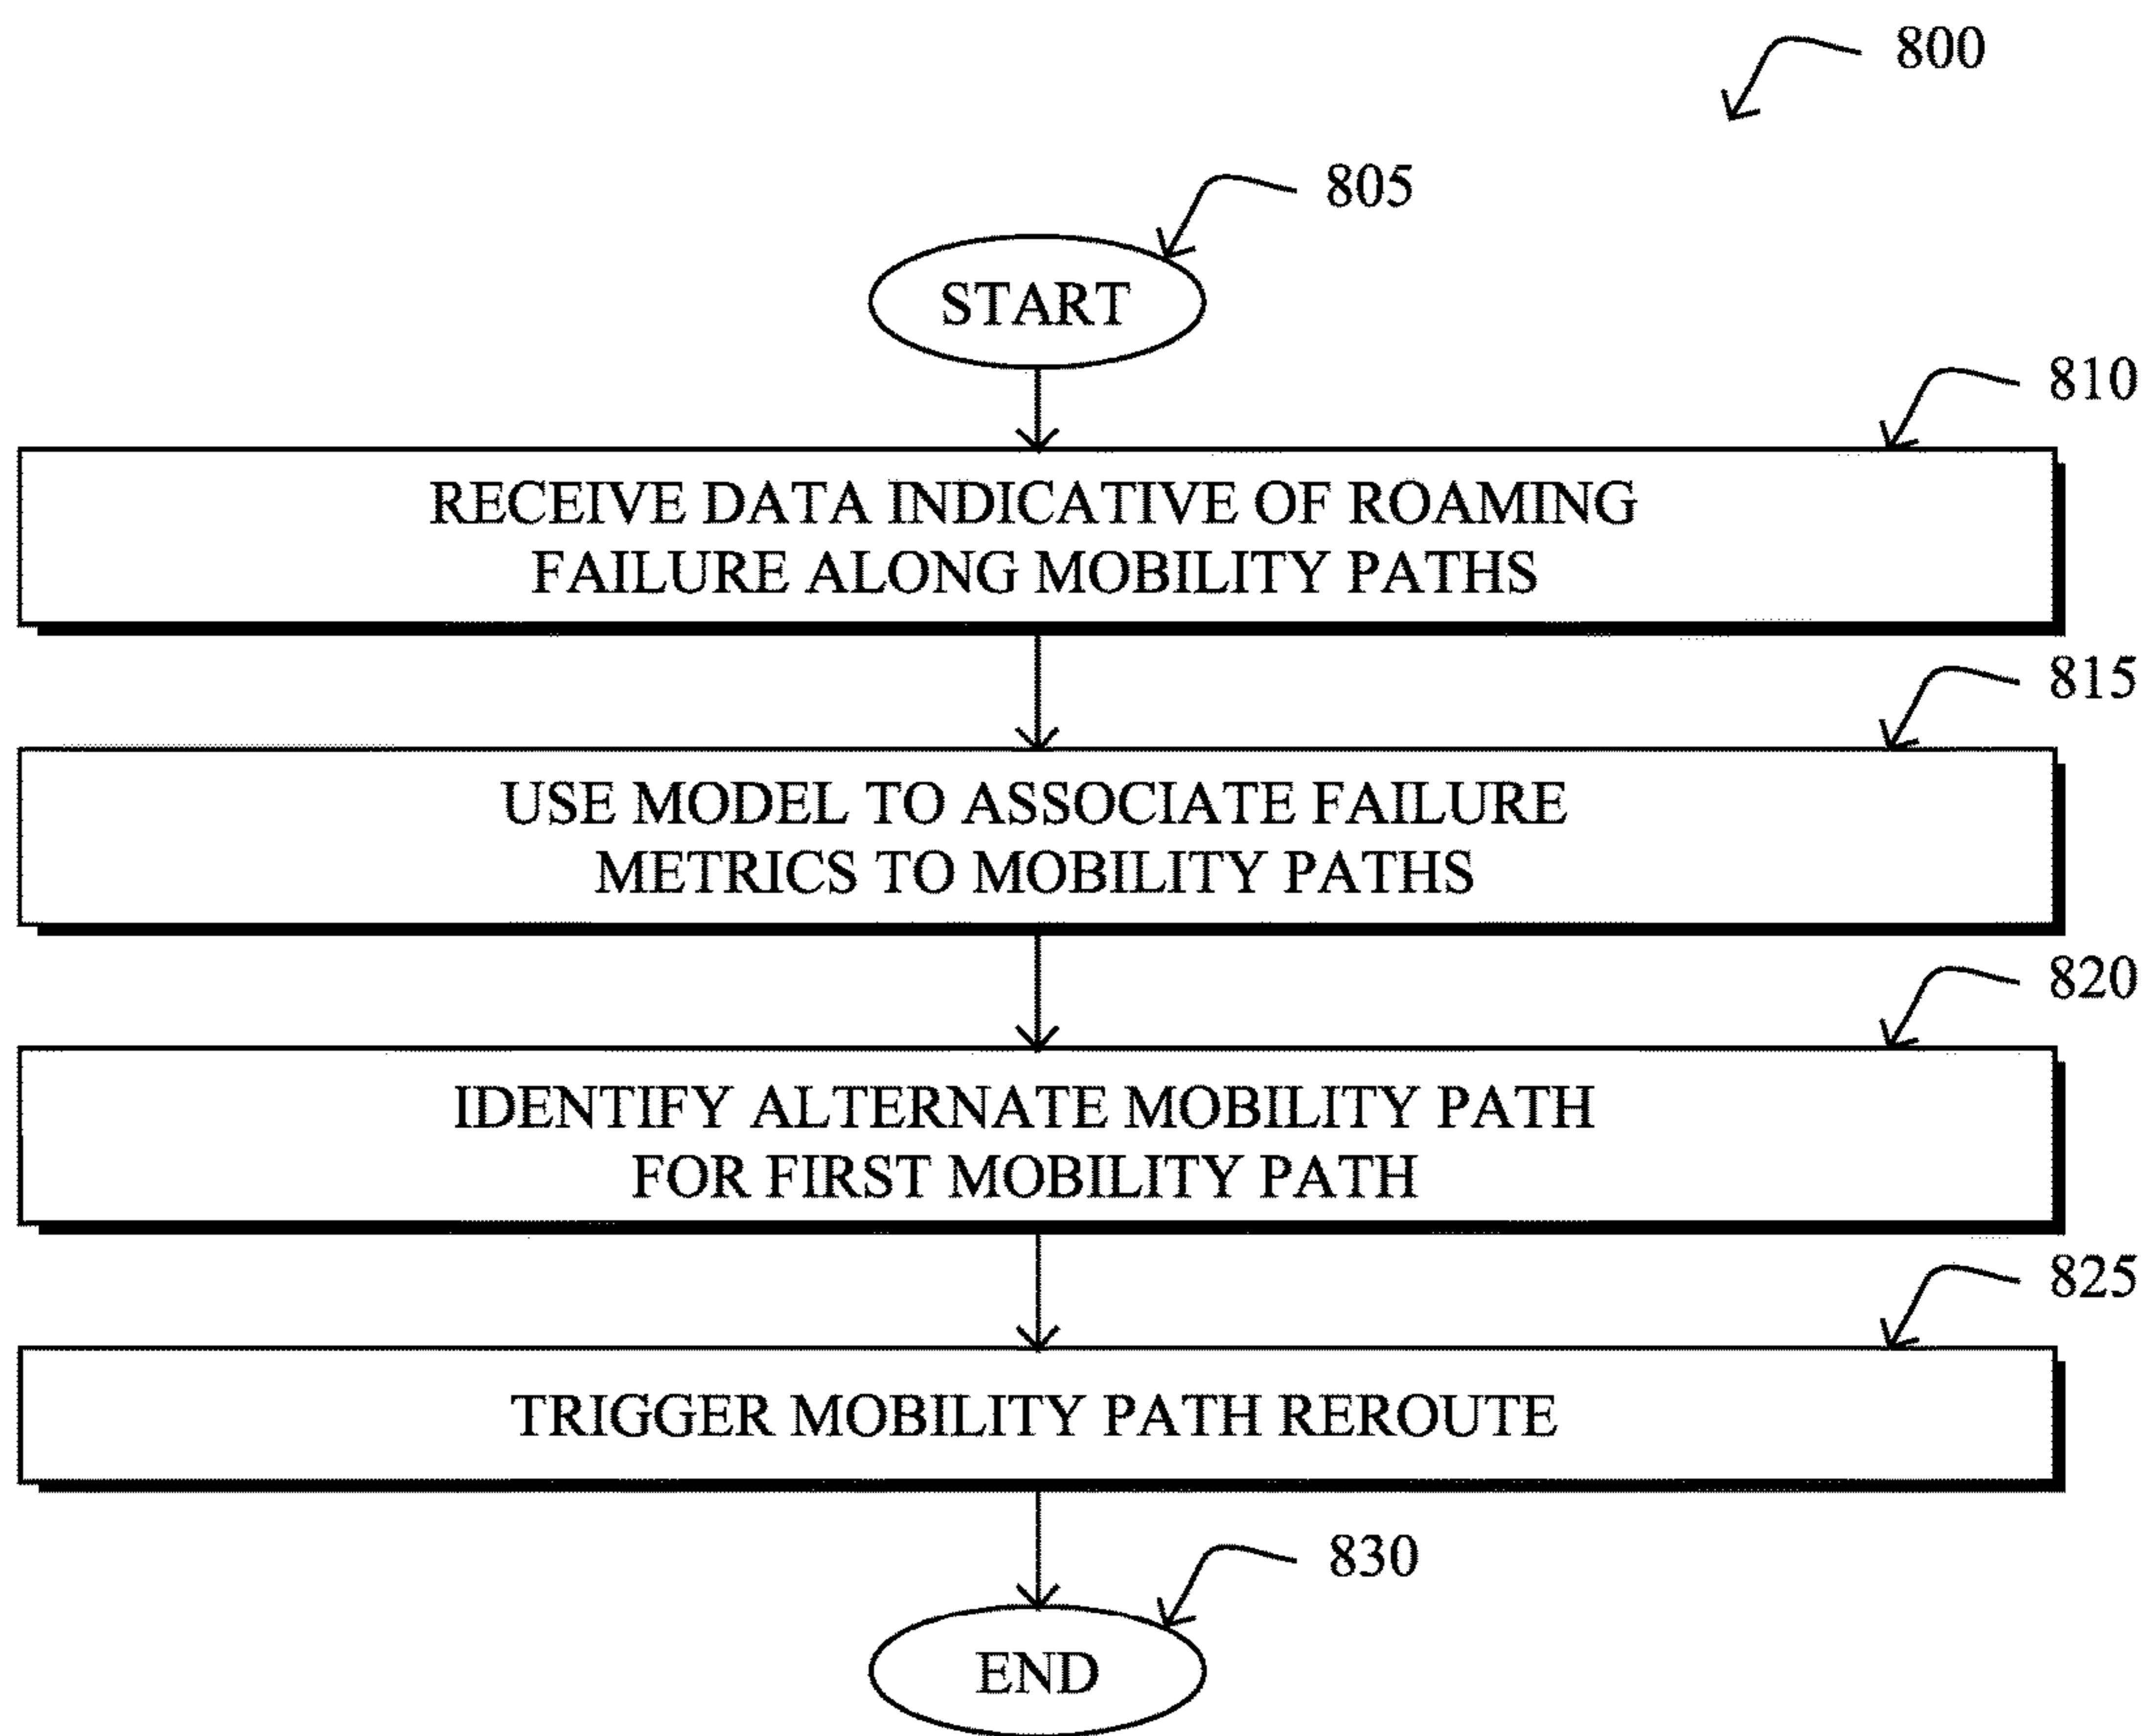 800
805
START
810
RECEIVE DATA INDICATIVE OF ROAMING
FAILURE ALONG MOBILITY PATHS
815
USE MODEL TO ASSOCIATE FAILURE
METRICS TO MOBILITY PATHS
820
IDENTIFY ALTERNATE MOBILITY PATH
FOR FIRST MOBILITY PATH
825
TRIGGER MOBILITY PATH REROUTE
830
END